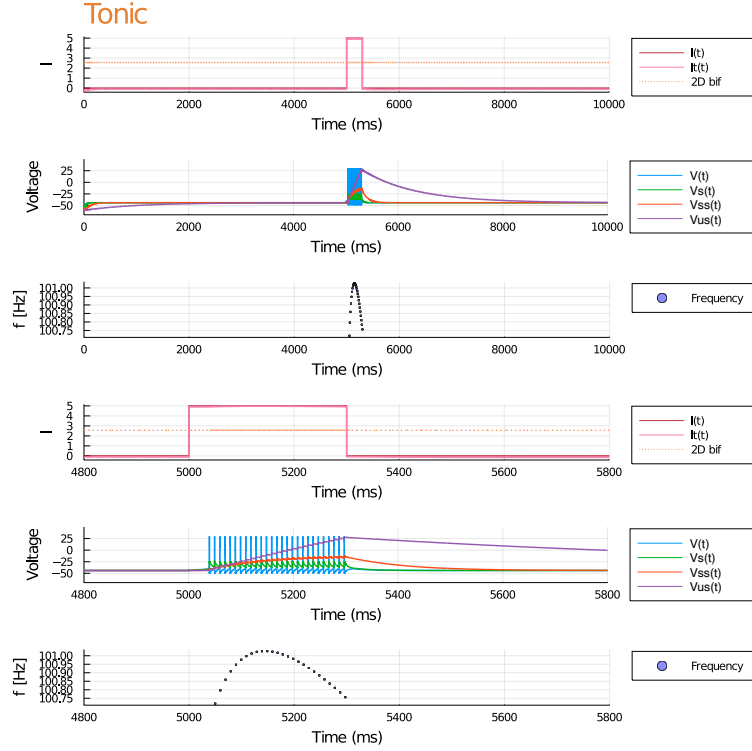 Tonic
5
4
3
2
1
0
I
0
2000
4000
6000
8000
10000
Time (ms)
I(t)
It(t)
2D bif
25
0
−25
−50
Voltage
0
2000
4000
6000
8000
10000
Time (ms)
V(t)
Vs(t)
Vss(t)
Vus(t)
101.00
100.95
100.90
100.85
100.80
100.75
f [Hz]
0
2000
4000
6000
8000
10000
Time (ms)
Frequency
5
4
3
2
1
0
I
4800
5000
5200
5400
5600
5800
Time (ms)
I(t)
It(t)
2D bif
25
0
−25
−50
Voltage
4800
5000
5200
5400
5600
5800
Time (ms)
V(t)
Vs(t)
Vss(t)
Vus(t)
101.00
100.95
100.90
100.85
100.80
100.75
f [Hz]
4800
5000
5200
5400
5600
5800
Time (ms)
Frequency